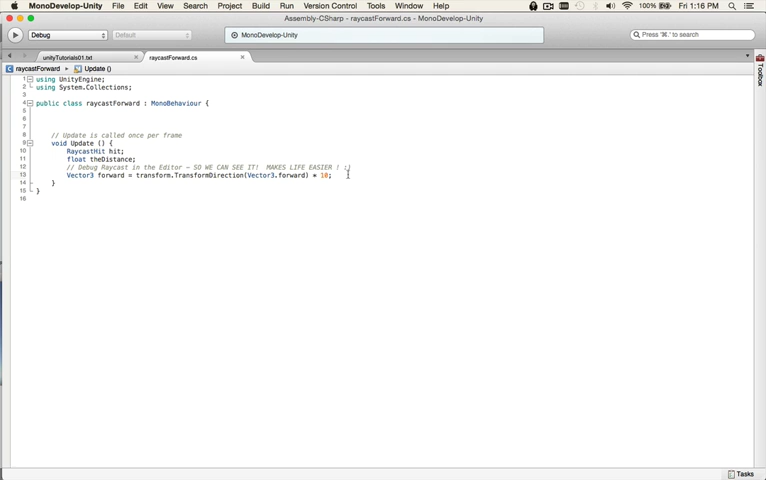 MonoDevelop-Unity File Edit View Search Project Build Run Version Control Tools Window Help 100% Fri 1:16 PM
Assembly-CSharp - raycastForward.cs - MonoDevelop-Unity
Debug Default MonoDevelop-Unity Press '⌘.' to search
unityTutorials01.txt raycastForward.cs
raycastForward Update ()
1 using UnityEngine;
2 using System.Collections;
3
4 public class raycastForward : MonoBehaviour {
5
6
7
8 // Update is called once per frame
9 void Update () {
10 RaycastHit hit;
11 float theDistance;
12 // Debug Raycast in the Editor - SO WE CAN SEE IT! MAKES LIFE EASIER ! :)
13 Vector3 forward = transform.TransformDirection(Vector3.forward) * 10;
14 }
15 }
16
Toolbox
Tasks